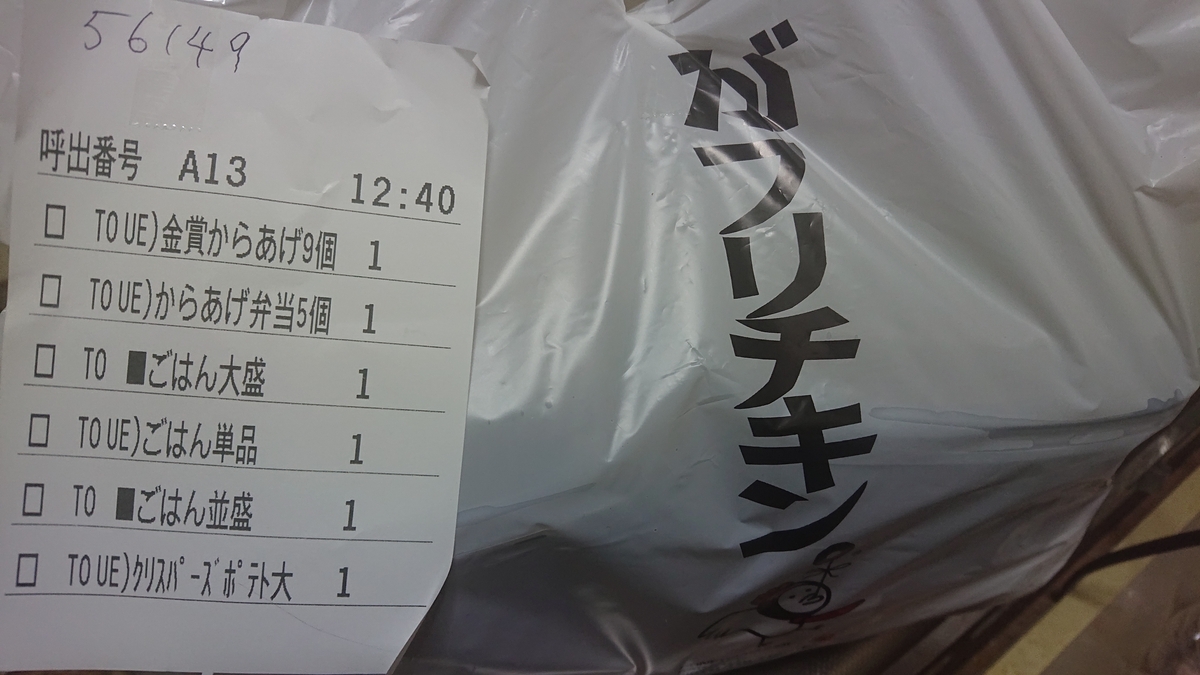 56149
呼出番号 A13 12:40
□ TO UE)金賞からあげ9個 1
□ TO UE)からあげ弁当5個 1
□ TO ■ごはん大盛 1
□ TO UE)ごはん単品 1
□ TO ■ごはん並盛 1
□ TO UE)ｸﾘｽﾊﾟｰｽﾞﾎﾟﾃﾄ大 1
がブリチキン